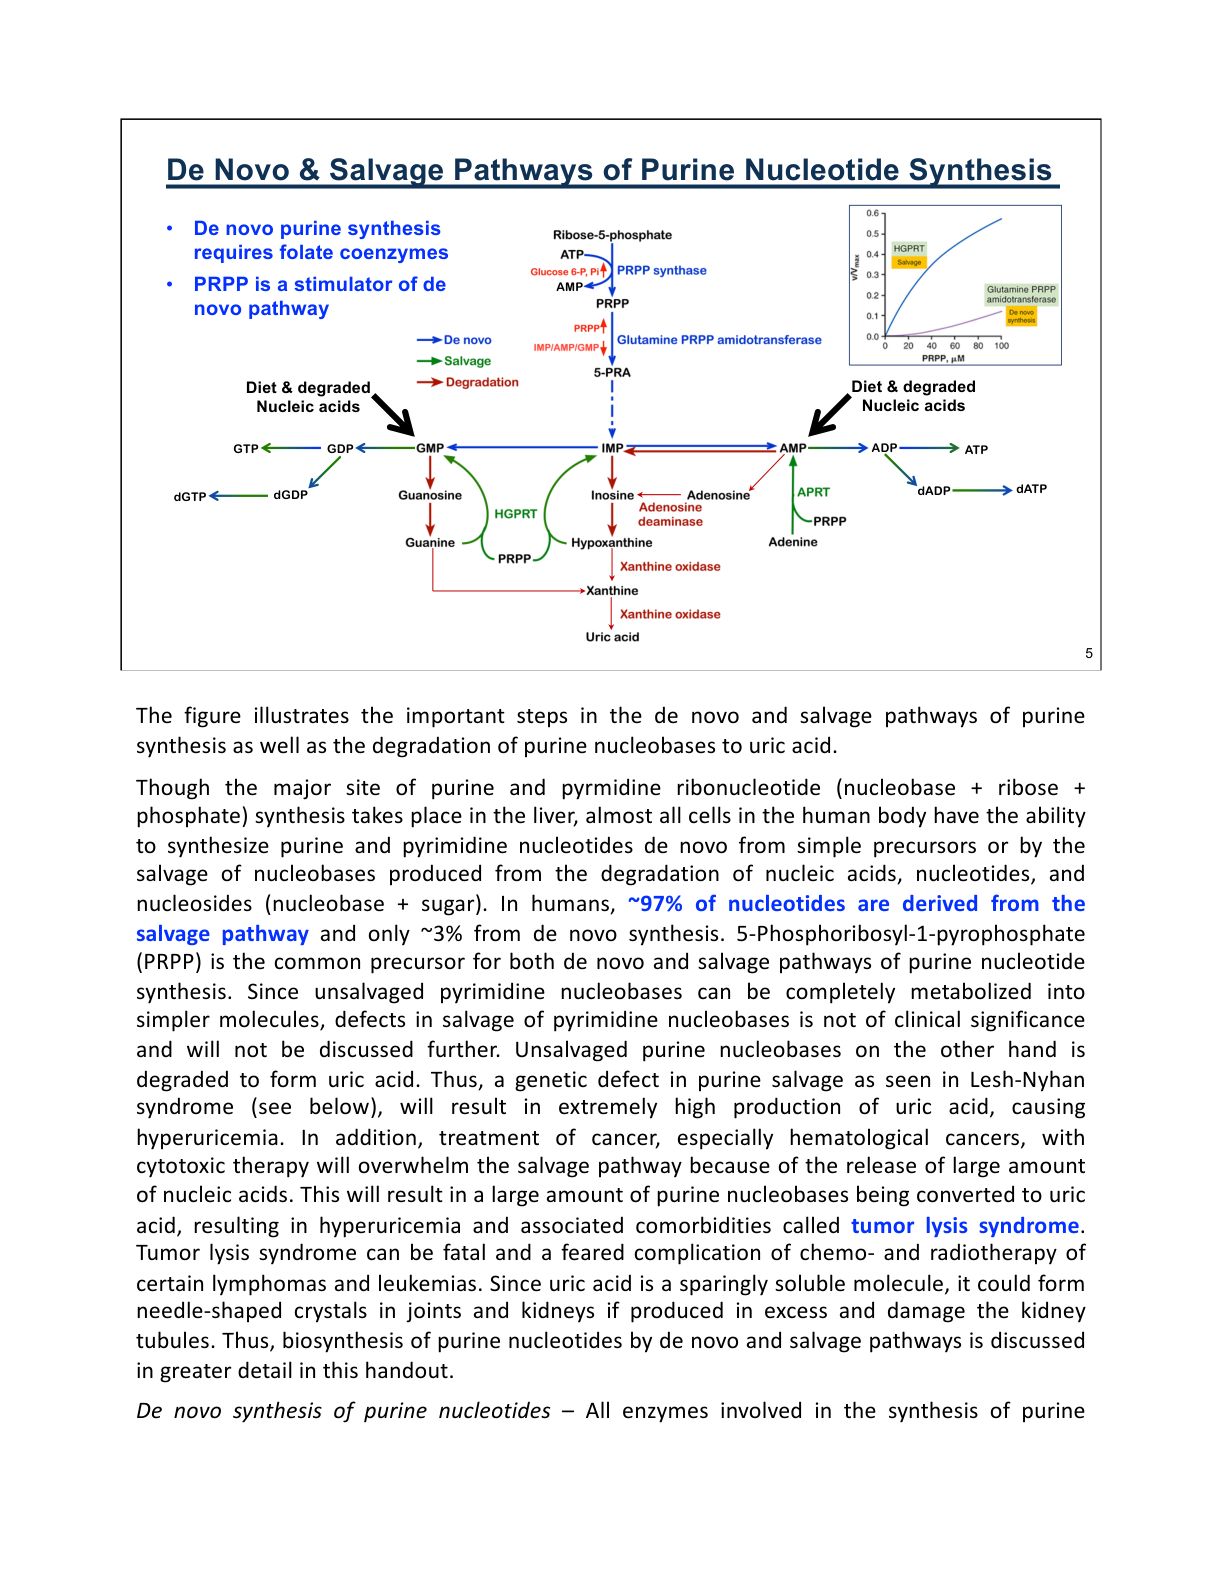 De Novo & Salvage Pathways of Purine Nucleotide Synthesis
• De novo purine synthesis
requires folate coenzymes
• PRPP is a stimulator of de
novo pathway
De novo
Salvage
Degradation
Ribose-5-phosphate
ATP
Glucose 6-P, Pi
PRPP synthase
AMP
PRPP
PRPP
IMP/AMP/GMP
Glutamine PRPP amidotransferase
5-PRA
0.6
0.5
0.4
0.3
0.2
0.1
0.0
v/Vmax
HGPRT
Salvage
Glutamine PRPP
amidotransferase
De novo
synthesis
0 20 40 60 80 100
PRPP, µM
Diet & degraded
Nucleic acids
Diet & degraded
Nucleic acids
GTP GDP GMP IMP AMP ADP ATP
dGTP dGDP Guanosine Inosine Adenosine APRT dADP dATP
Adenosine
deaminase
HGPRT
PRPP
Guanine PRPP Hypoxanthine Adenine
Xanthine oxidase
Xanthine
Xanthine oxidase
Uric acid
5
The figure illustrates the important steps in the de novo and salvage pathways of purine
synthesis as well as the degradation of purine nucleobases to uric acid.
Though the major site of purine and pyrmidine ribonucleotide (nucleobase + ribose +
phosphate) synthesis takes place in the liver, almost all cells in the human body have the ability
to synthesize purine and pyrimidine nucleotides de novo from simple precursors or by the
salvage of nucleobases produced from the degradation of nucleic acids, nucleotides, and
nucleosides (nucleobase + sugar). In humans, ~97% of nucleotides are derived from the
salvage pathway and only ~3% from de novo synthesis. 5-Phosphoribosyl-1-pyrophosphate
(PRPP) is the common precursor for both de novo and salvage pathways of purine nucleotide
synthesis. Since unsalvaged pyrimidine nucleobases can be completely metabolized into
simpler molecules, defects in salvage of pyrimidine nucleobases is not of clinical significance
and will not be discussed further. Unsalvaged purine nucleobases on the other hand is
degraded to form uric acid. Thus, a genetic defect in purine salvage as seen in Lesh-Nyhan
syndrome (see below), will result in extremely high production of uric acid, causing
hyperuricemia. In addition, treatment of cancer, especially hematological cancers, with
cytotoxic therapy will overwhelm the salvage pathway because of the release of large amount
of nucleic acids. This will result in a large amount of purine nucleobases being converted to uric
acid, resulting in hyperuricemia and associated comorbidities called tumor lysis syndrome.
Tumor lysis syndrome can be fatal and a feared complication of chemo- and radiotherapy of
certain lymphomas and leukemias. Since uric acid is a sparingly soluble molecule, it could form
needle-shaped crystals in joints and kidneys if produced in excess and damage the kidney
tubules. Thus, biosynthesis of purine nucleotides by de novo and salvage pathways is discussed
in greater detail in this handout.
De novo synthesis of purine nucleotides – All enzymes involved in the synthesis of purine